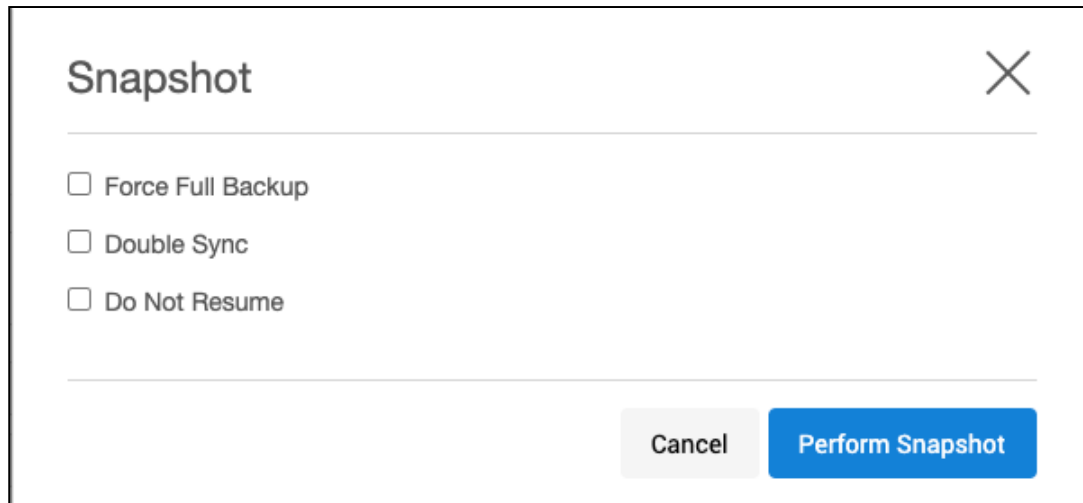 Snapshot
Force Full Backup
Double Sync
Do Not Resume
Cancel
Perform Snapshot